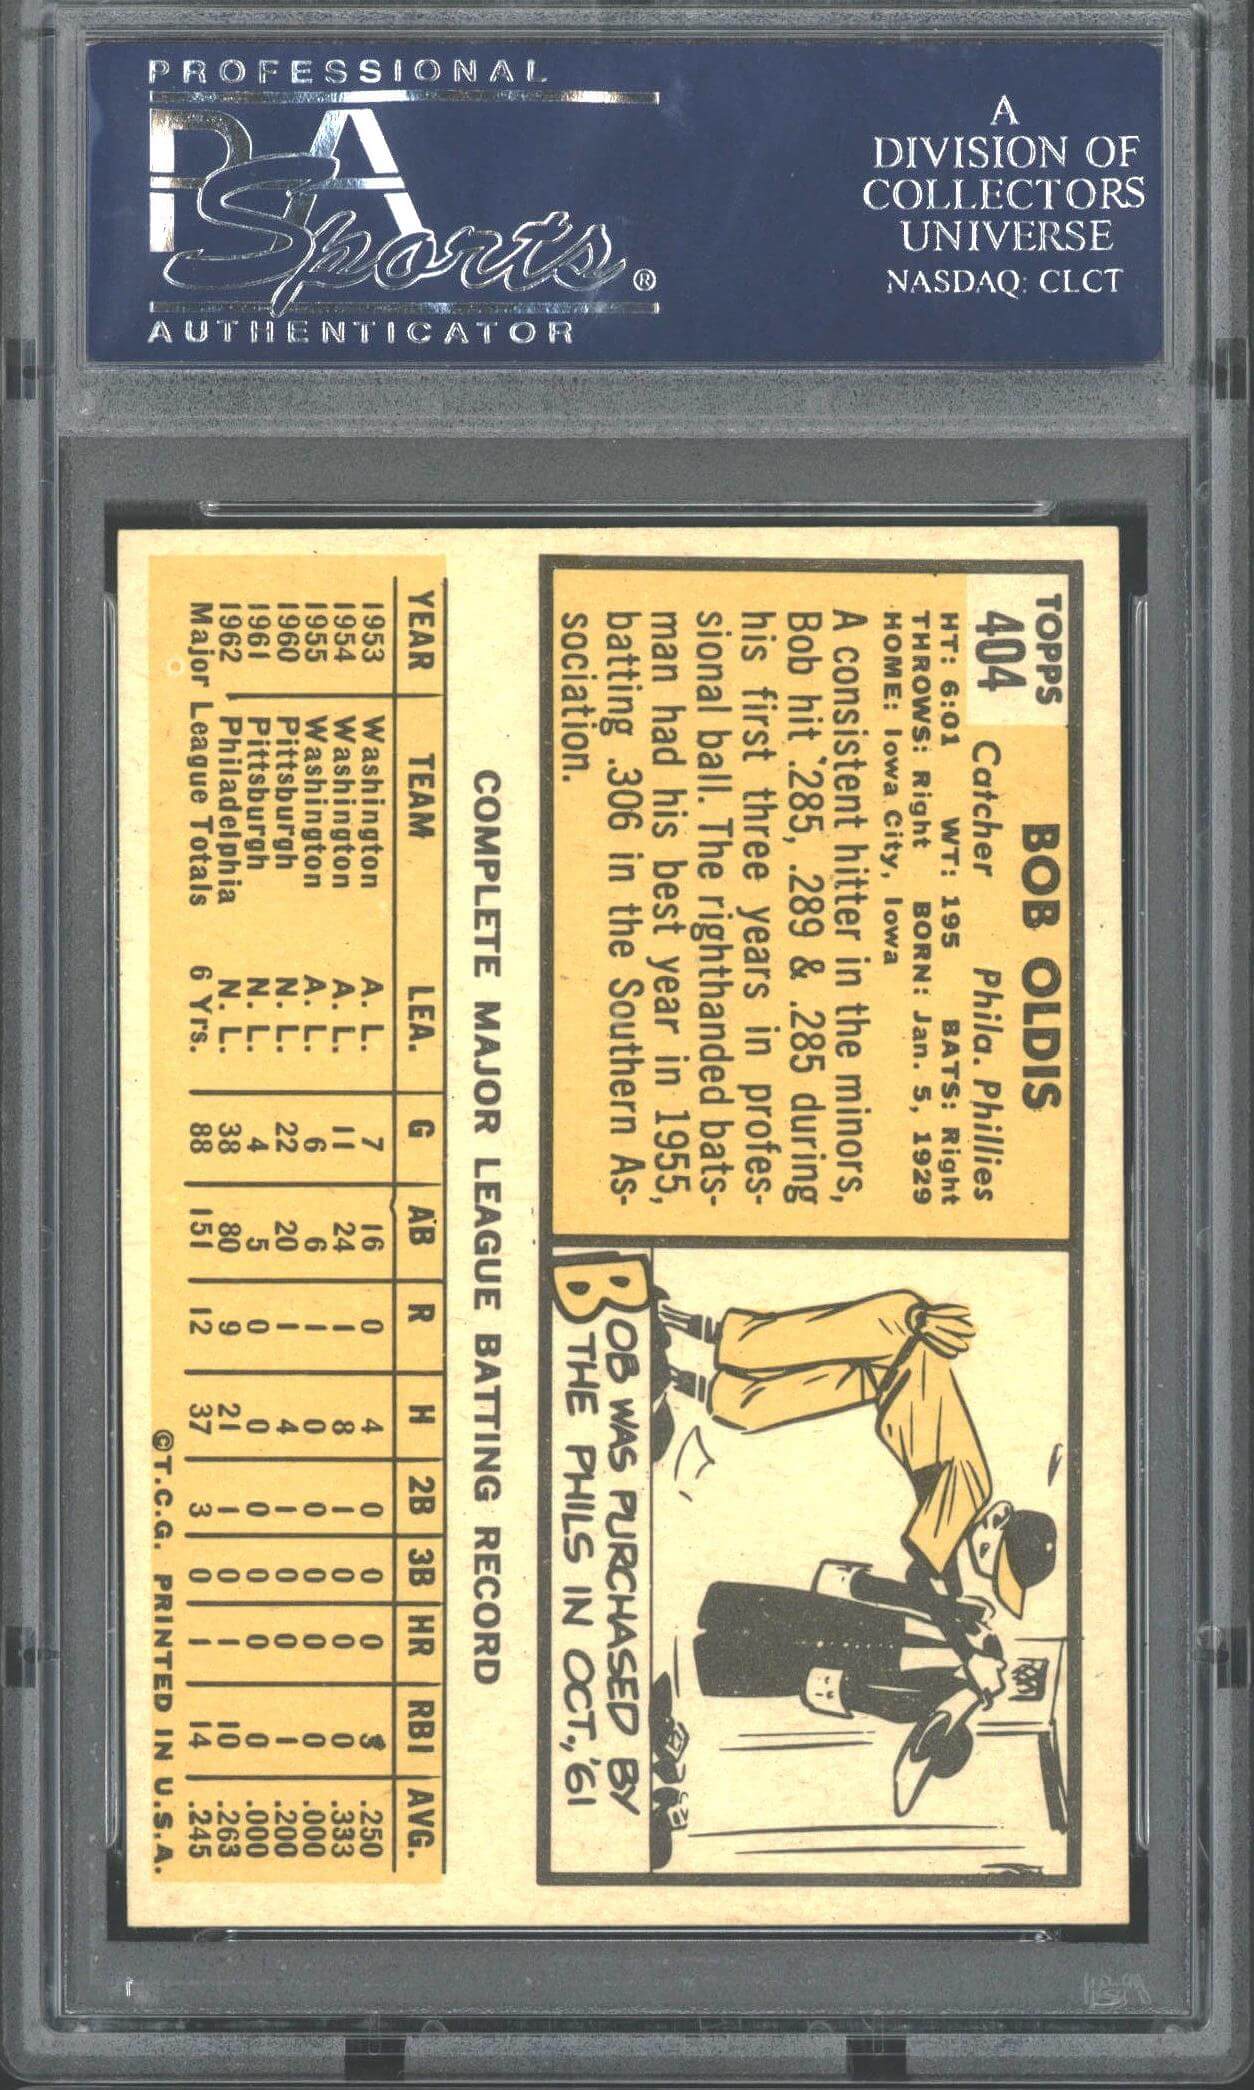 PROFESSIONAL
PSA
Sports®
AUTHENTICATOR
A
DIVISION OF
COLLECTORS
UNIVERSE
NASDAQ: CLCT
TOPPS
404
BOB OLDIS
Catcher Phila. Phillies
HT: 6:01 WT: 195 BATS: Right
THROWS: Right BORN: Jan. 5, 1929
HOME: Iowa City, Iowa
A consistent hitter in the minors,
Bob hit .285, .289 & .285 during
his first three years in profes-
sional ball. The righthanded bats-
man had his best year in 1955,
batting .306 in the Southern As-
sociation.
BOB WAS PURCHASED BY
THE PHILS IN OCT., '61
COMPLETE MAJOR LEAGUE BATTING RECORD
YEAR TEAM LEA. G AB R H 2B 3B HR RBI AVG.
1953 Washington A. L. 7 16 0 4 0 0 0 3 .250
1954 Washington A. L. 11 24 1 8 1 0 0 0 .333
1955 Washington A. L. 6 6 1 0 0 0 0 0 .000
1960 Pittsburgh N. L. 22 20 1 4 1 0 0 1 .200
1961 Pittsburgh N. L. 4 5 0 0 0 0 0 0 .000
1962 Philadelphia N. L. 38 80 9 21 1 0 1 10 .263
Major League Totals 6 Yrs. 88 151 12 37 3 0 1 14 .245
©T.C.G. PRINTED IN U.S.A.